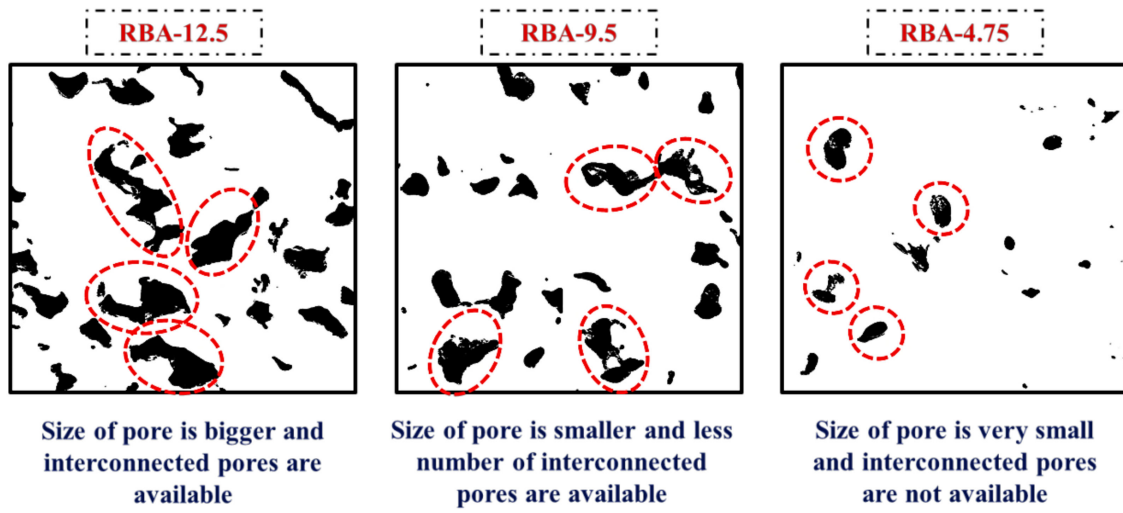 RBA-12.5
RBA-9.5
RBA-4.75
Size of pore is bigger and
interconnected pores are
available
Size of pore is smaller and less
number of interconnected
pores are available
Size of pore is very small
and interconnected pores
are not available